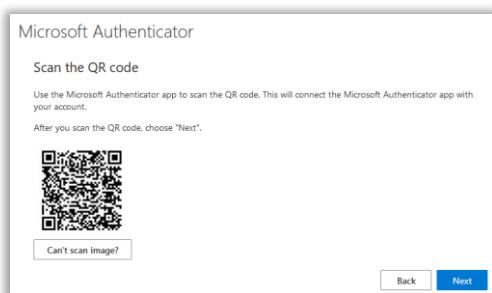 Microsoft Authenticator
Scan the QR code
Use the Microsoft Authenticator app to scan the QR code. This will connect the Microsoft Authenticator app with
your account.
After you scan the QR code, choose "Next".
Can't scan image?
Back Next